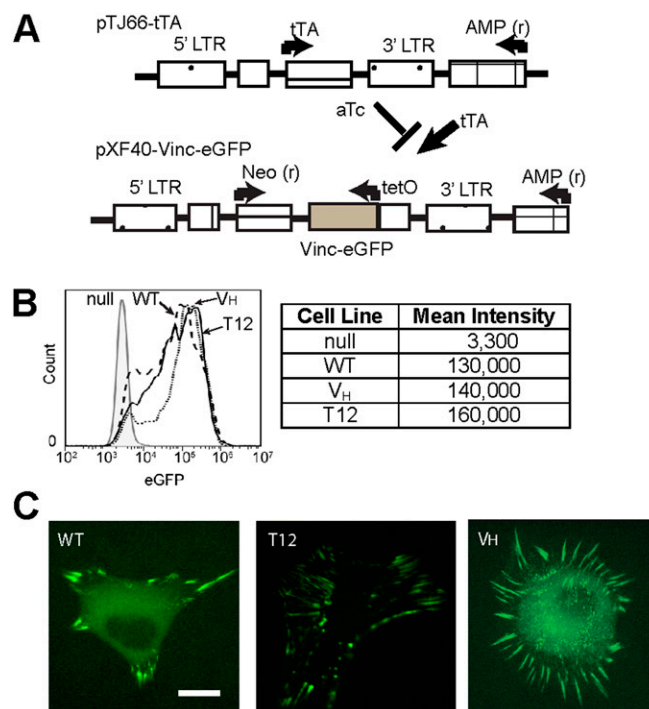 A
pTJ66-tTA
5' LTR
tTA
3' LTR
AMP (r)
aTc
tTA
pXF40-Vinc-eGFP
5' LTR
Neo (r)
tetO
3' LTR
AMP (r)
Vinc-eGFP
B
null
WT
VH
T12
Count
0
10² 10³ 10⁴ 10⁵ 10⁶ 10⁷
eGFP
Cell Line Mean Intensity
null 3,300
WT 130,000
VH 140,000
T12 160,000
C
WT
T12
VH